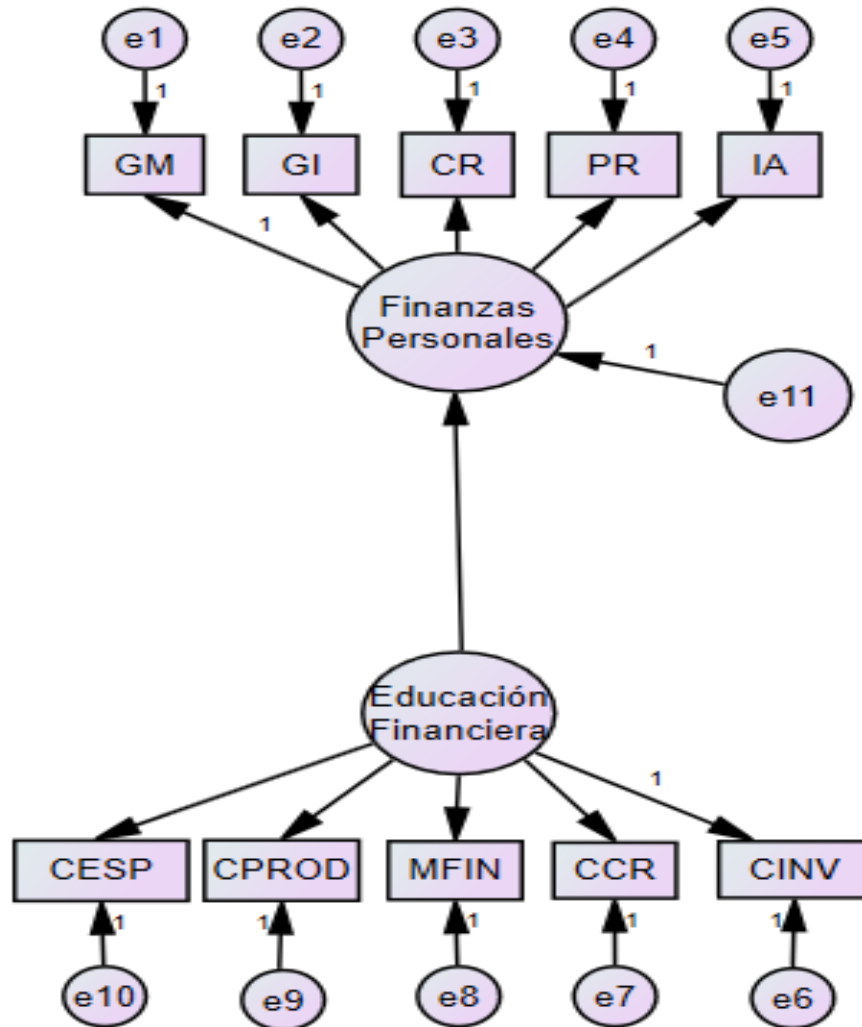 e1 e2 e3 e4 e5
1 1 1 1 1
GM GI CR PR IA
1
Finanzas
Personales
1
e11
Educación
Financiera
1
CESP CPROD MFIN CCR CINV
1 1 1 1 1
e10 e9 e8 e7 e6